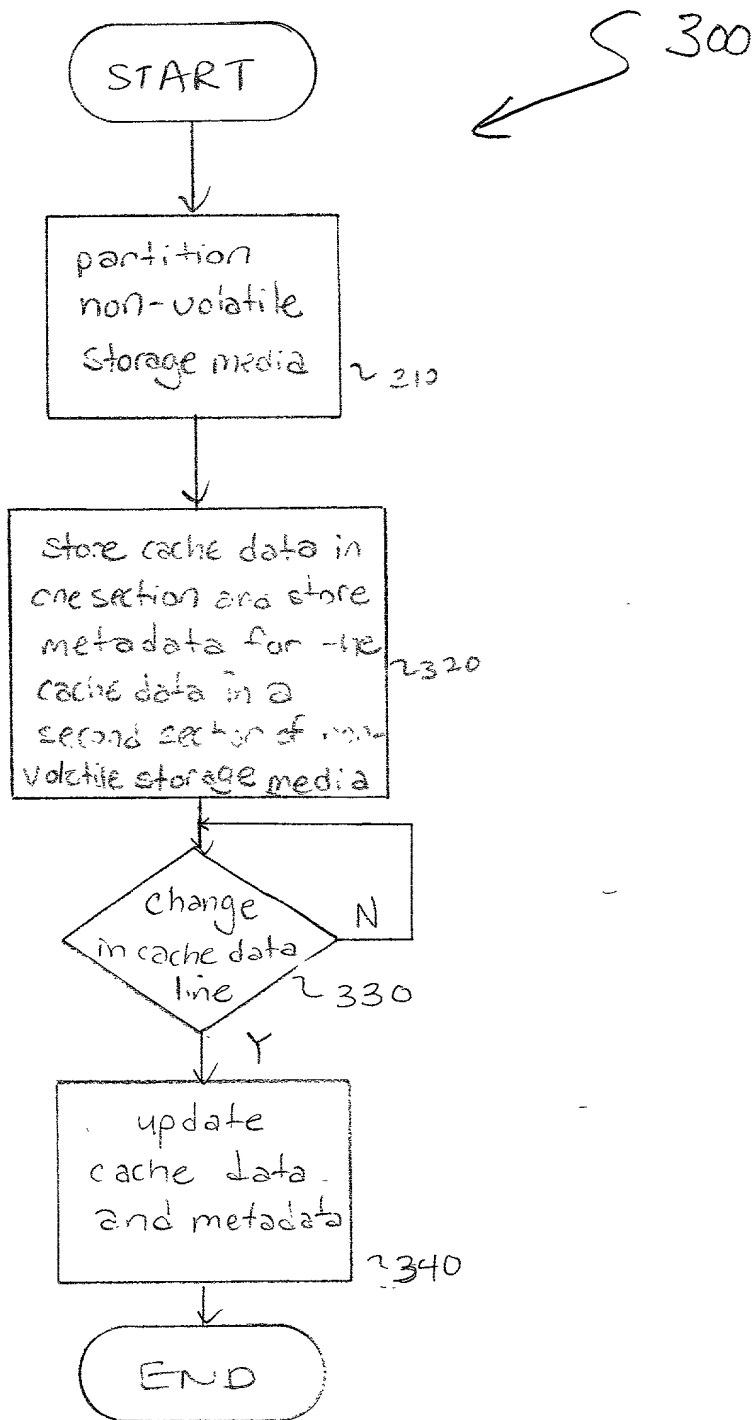 300
START
partition
non-volatile
storage media
~ 310
store cache data in
one section and store
metadata for the
cache data in a
second section of non-
volatile storage media
~320
change
in cache data
line
N
~ 330
Y
update
cache data
and metadata
~340
END